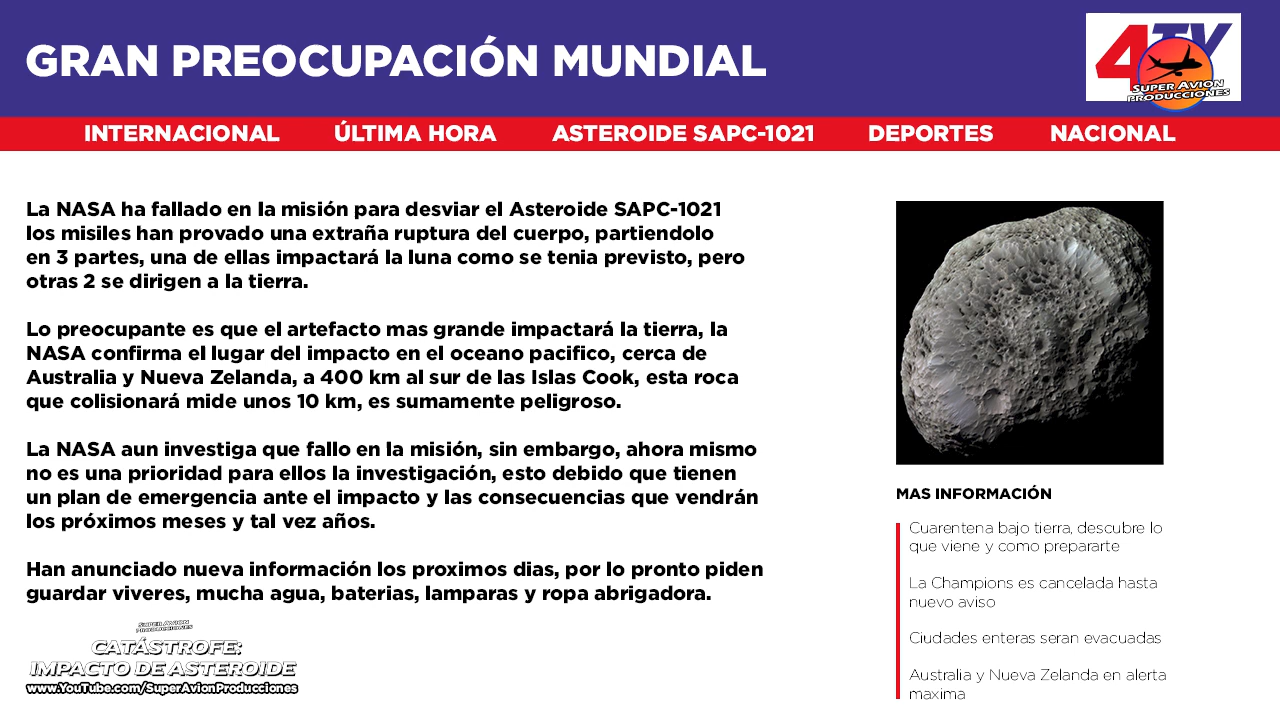 GRAN PREOCUPACIÓN MUNDIAL
4TV
SUPER AVION
PRODUCCIONES
INTERNACIONAL ÚLTIMA HORA ASTEROIDE SAPC-1021 DEPORTES NACIONAL
La NASA ha fallado en la misión para desviar el Asteroide SAPC-1021
los misiles han provado una extraña ruptura del cuerpo, partiendolo
en 3 partes, una de ellas impactará la luna como se tenia previsto, pero
otras 2 se dirigen a la tierra.
Lo preocupante es que el artefacto mas grande impactará la tierra, la
NASA confirma el lugar del impacto en el oceano pacifico, cerca de
Australia y Nueva Zelanda, a 400 km al sur de las Islas Cook, esta roca
que colisionará mide unos 10 km, es sumamente peligroso.
La NASA aun investiga que fallo en la misión, sin embargo, ahora mismo
no es una prioridad para ellos la investigación, esto debido que tienen
un plan de emergencia ante el impacto y las consecuencias que vendrán
los próximos meses y tal vez años.
Han anunciado nueva información los proximos dias, por lo pronto piden
guardar viveres, mucha agua, baterias, lamparas y ropa abrigadora.
MAS INFORMACIÓN
Cuarentena bajo tierra, descubre lo
que viene y como prepararte
La Champions es cancelada hasta
nuevo aviso
Ciudades enteras seran evacuadas
Australia y Nueva Zelanda en alerta
maxima
SUPER AVION
PRODUCCIONES
CATÁSTROFE:
IMPACTO DE ASTEROIDE
www.YouTube.com/SuperAvionProducciones